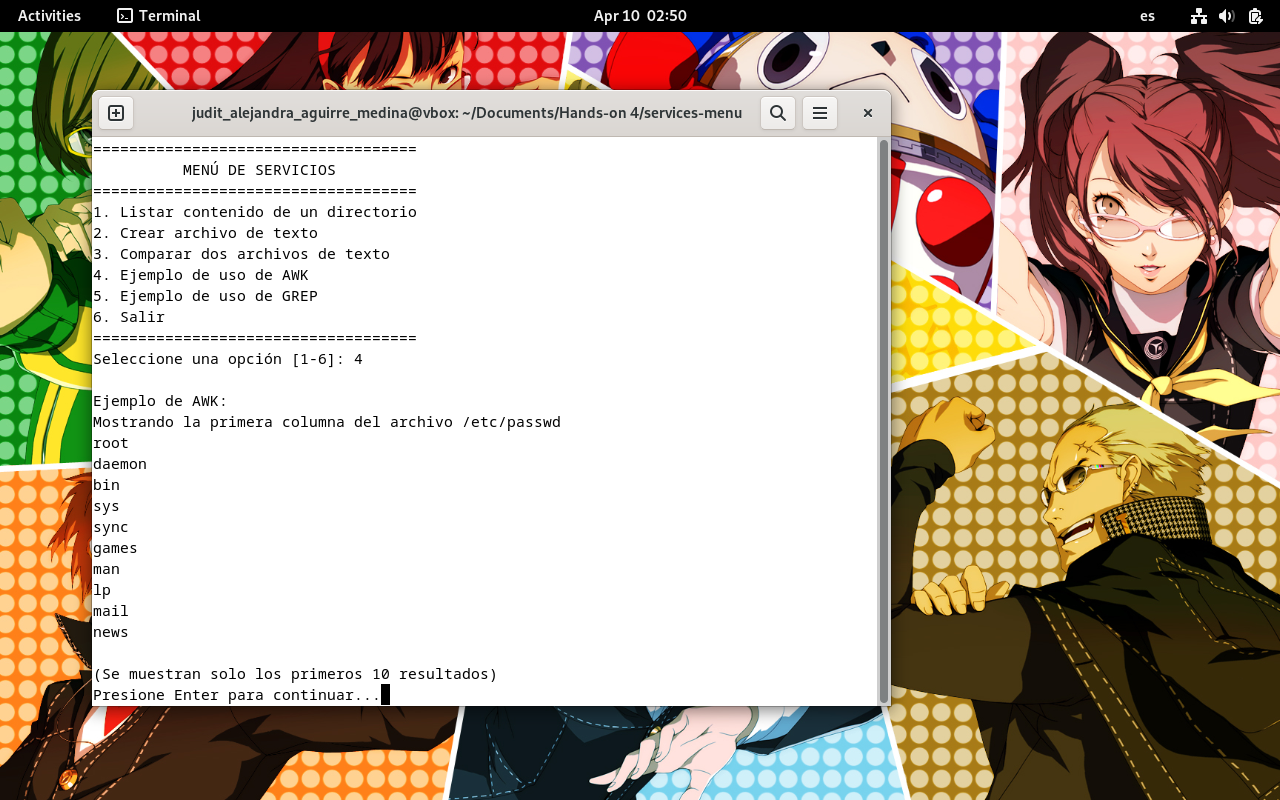 Activities Terminal Apr 10 02:50 es
judit_alejandra_aguirre_medina@vbox: ~/Documents/Hands-on 4/services-menu
====================================
MENÚ DE SERVICIOS
====================================
1. Listar contenido de un directorio
2. Crear archivo de texto
3. Comparar dos archivos de texto
4. Ejemplo de uso de AWK
5. Ejemplo de uso de GREP
6. Salir
====================================
Seleccione una opción [1-6]: 4
Ejemplo de AWK:
Mostrando la primera columna del archivo /etc/passwd
root
daemon
bin
sys
sync
games
man
lp
mail
news
(Se muestran solo los primeros 10 resultados)
Presione Enter para continuar...